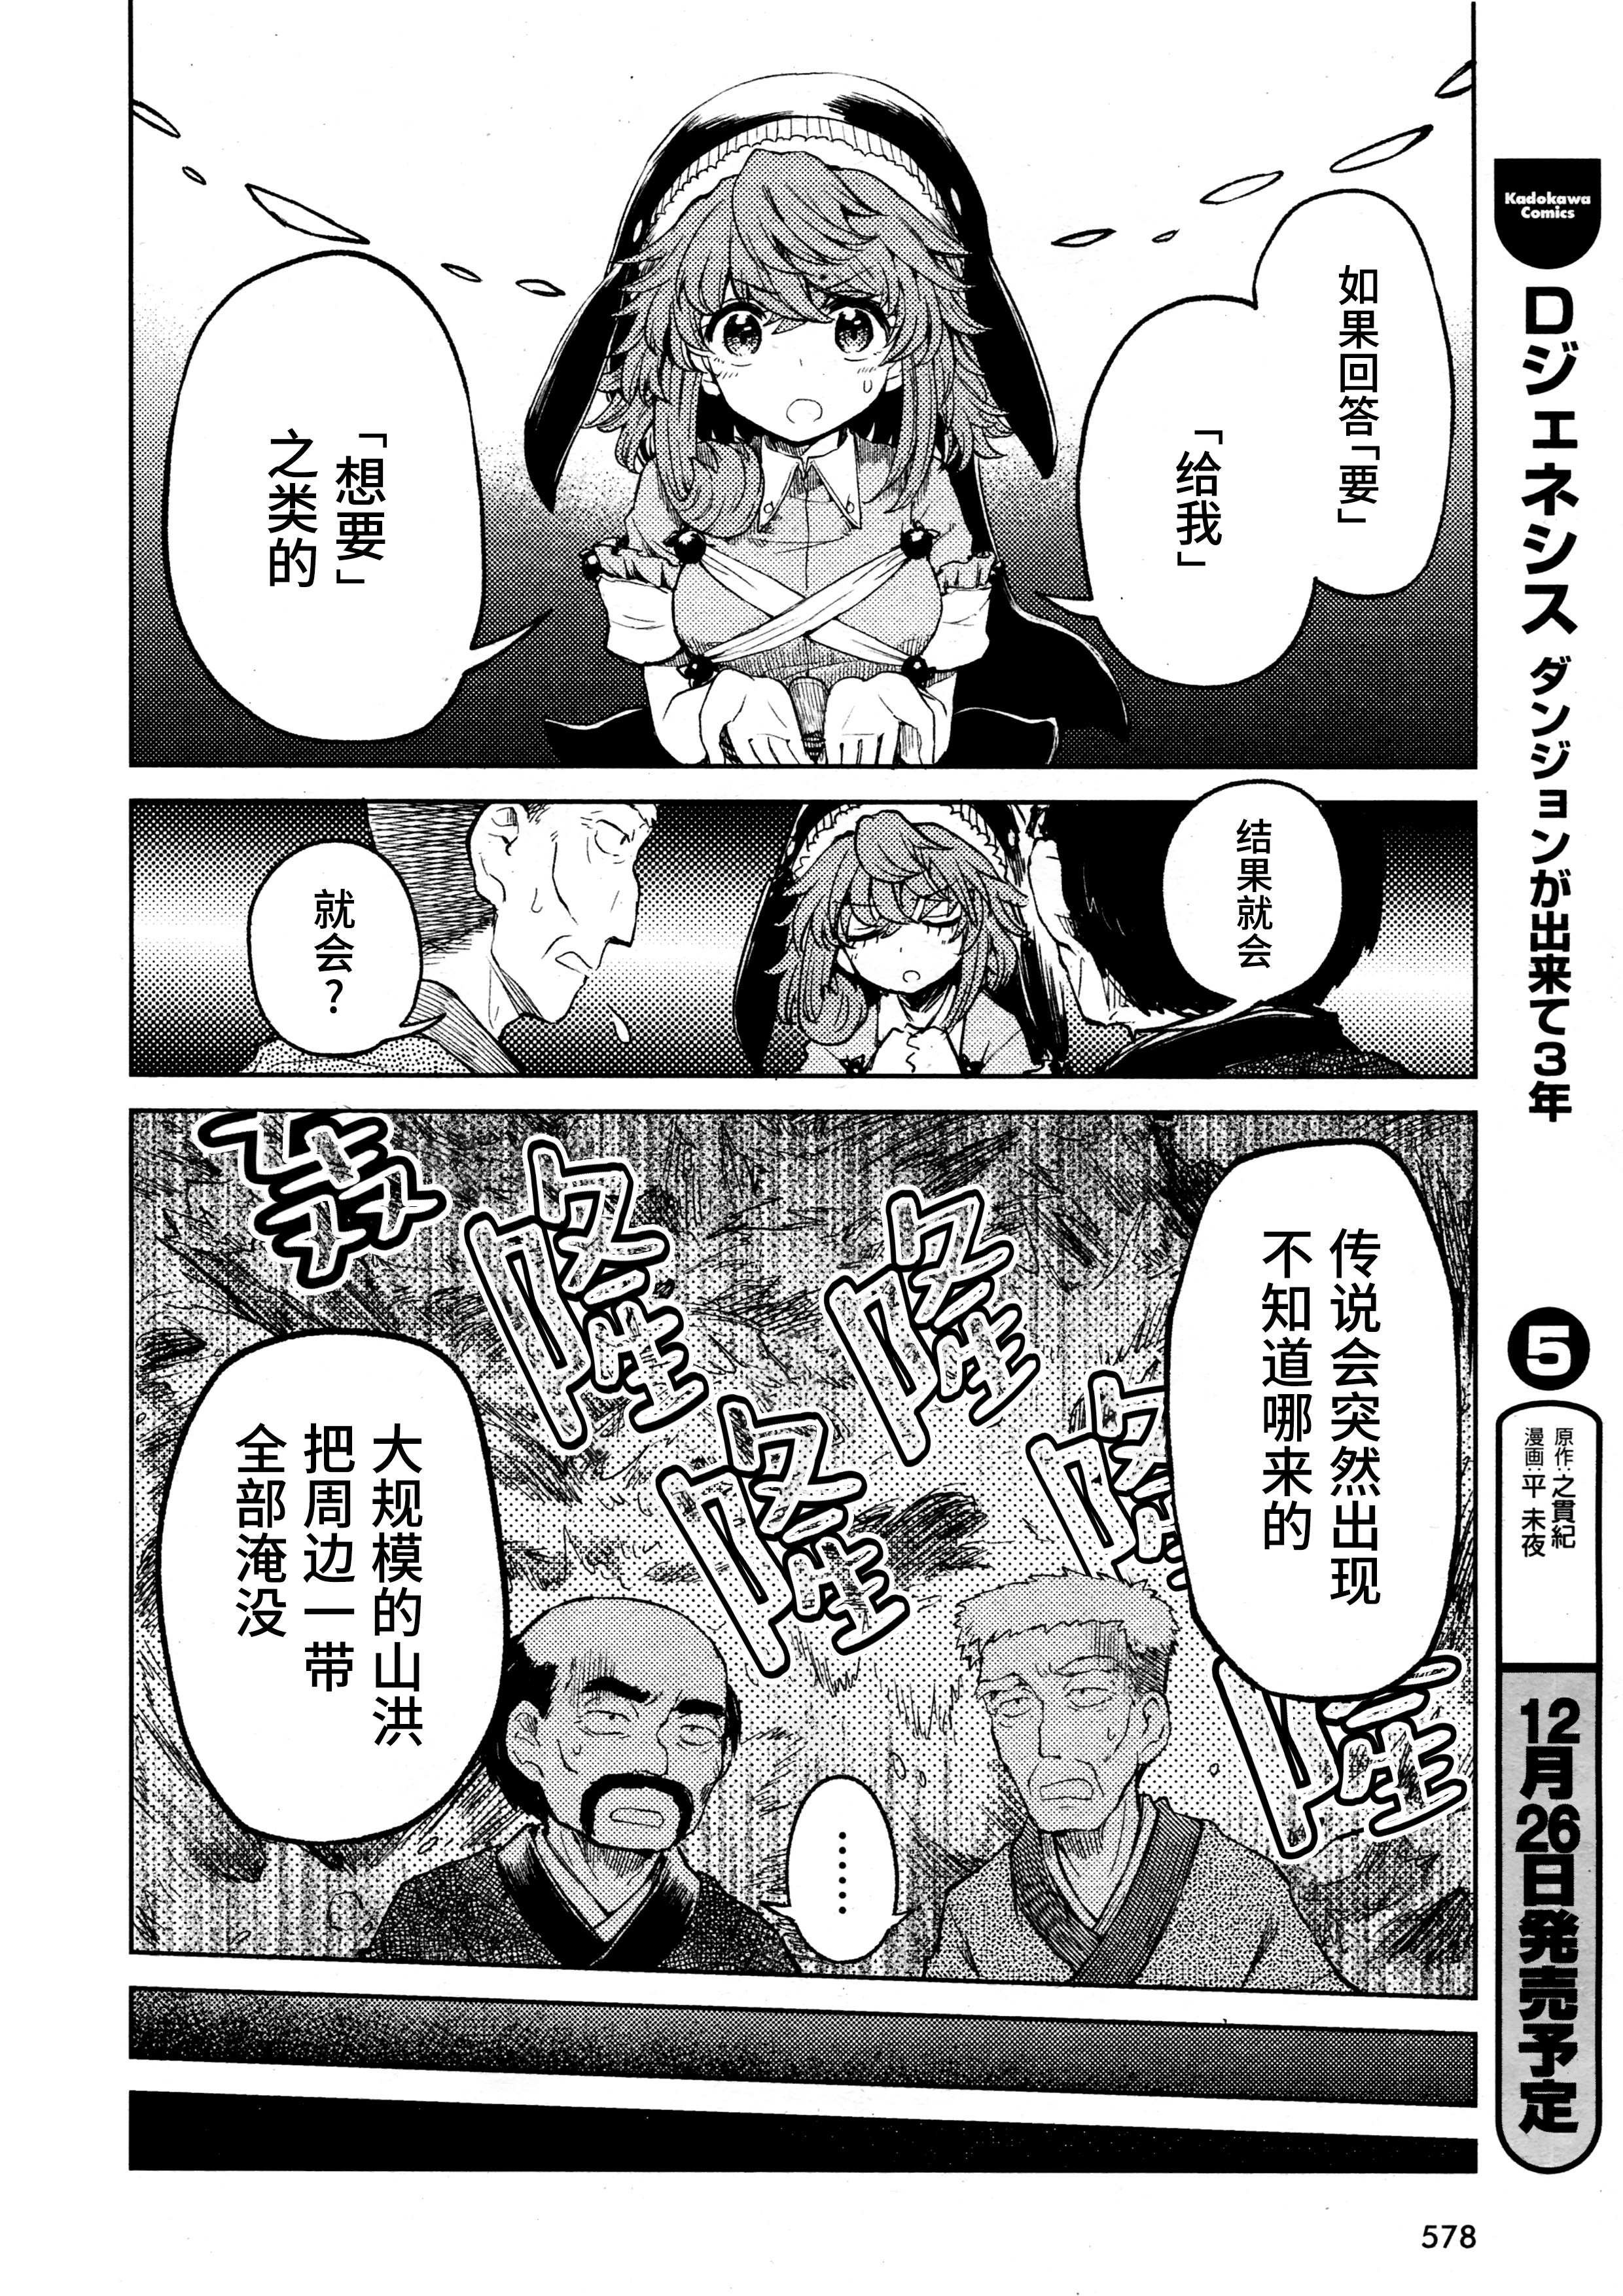 如果回答「要」
「给我」
「想要」
之类的
结果就会
就会？
传说会突然出现
不知道哪来的
隆
隆
隆
隆
隆
大规模的山洪
把周边一带
全部淹没
……
Kadokawa
Comics
Dジェネシス ダンジョンが出来て3年
5
原作：之貫紀
漫画：平 未夜
12月26日発売予定
578